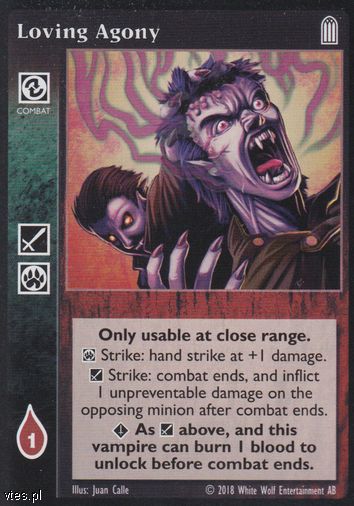 Loving Agony
COMBAT
Only usable at close range.
Strike: hand strike at +1 damage.
Strike: combat ends, and inflict
1 unpreventable damage on the
opposing minion after combat ends.
As above, and this
vampire can burn 1 blood to
unlock before combat ends.
1
Illus: Juan Calle © 2018 White Wolf Entertainment AB
vtes.pl